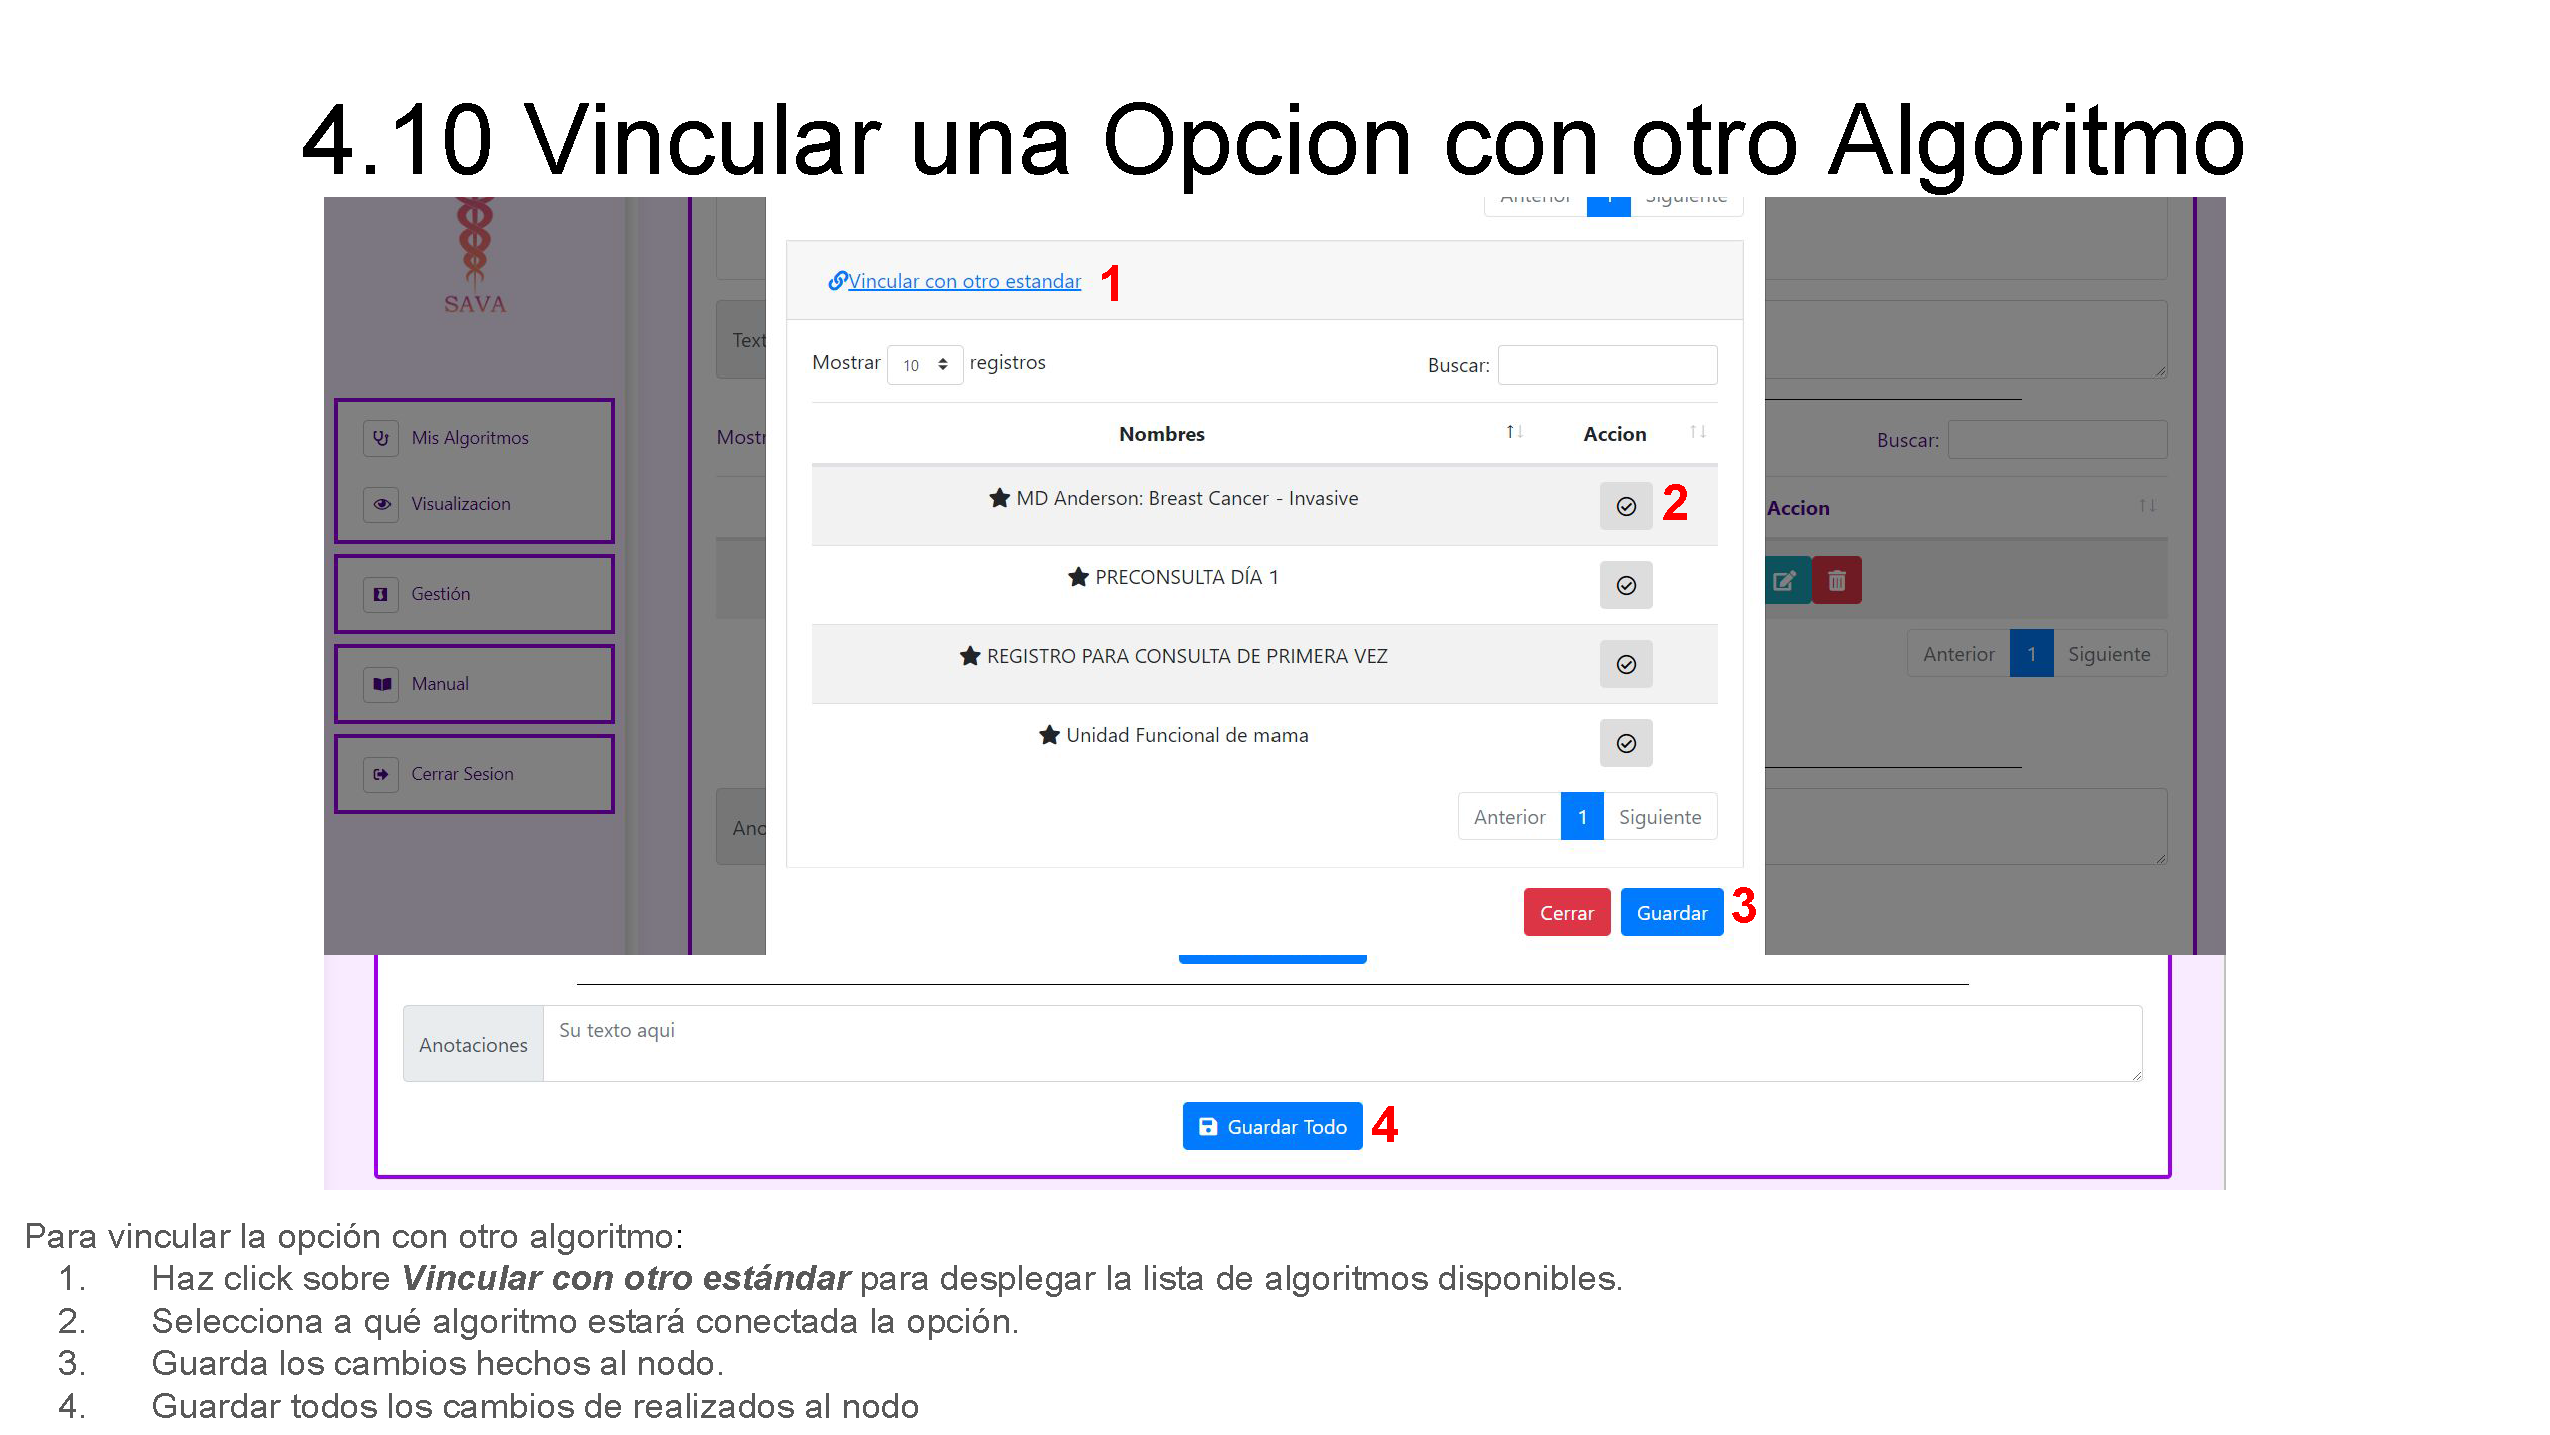 4.10 Vincular una Opcion con otro Algoritmo
Anterior 1 Siguiente
SAVA
Vincular con otro estandar 1
Mostrar 10 registros Buscar:
Nombres Accion
MD Anderson: Breast Cancer - Invasive 2
PRECONSULTA DÍA 1
REGISTRO PARA CONSULTA DE PRIMERA VEZ
Unidad Funcional de mama
Anterior 1 Siguiente
Cerrar Guardar 3
Mis Algoritmos
Visualizacion
Gestión
Manual
Cerrar Sesion
Buscar:
Accion
Anterior 1 Siguiente
Anotaciones Su texto aqui
Guardar Todo 4
Para vincular la opción con otro algoritmo:
1. Haz click sobre Vincular con otro estándar para desplegar la lista de algoritmos disponibles.
2. Selecciona a qué algoritmo estará conectada la opción.
3. Guarda los cambios hechos al nodo.
4. Guardar todos los cambios de realizados al nodo